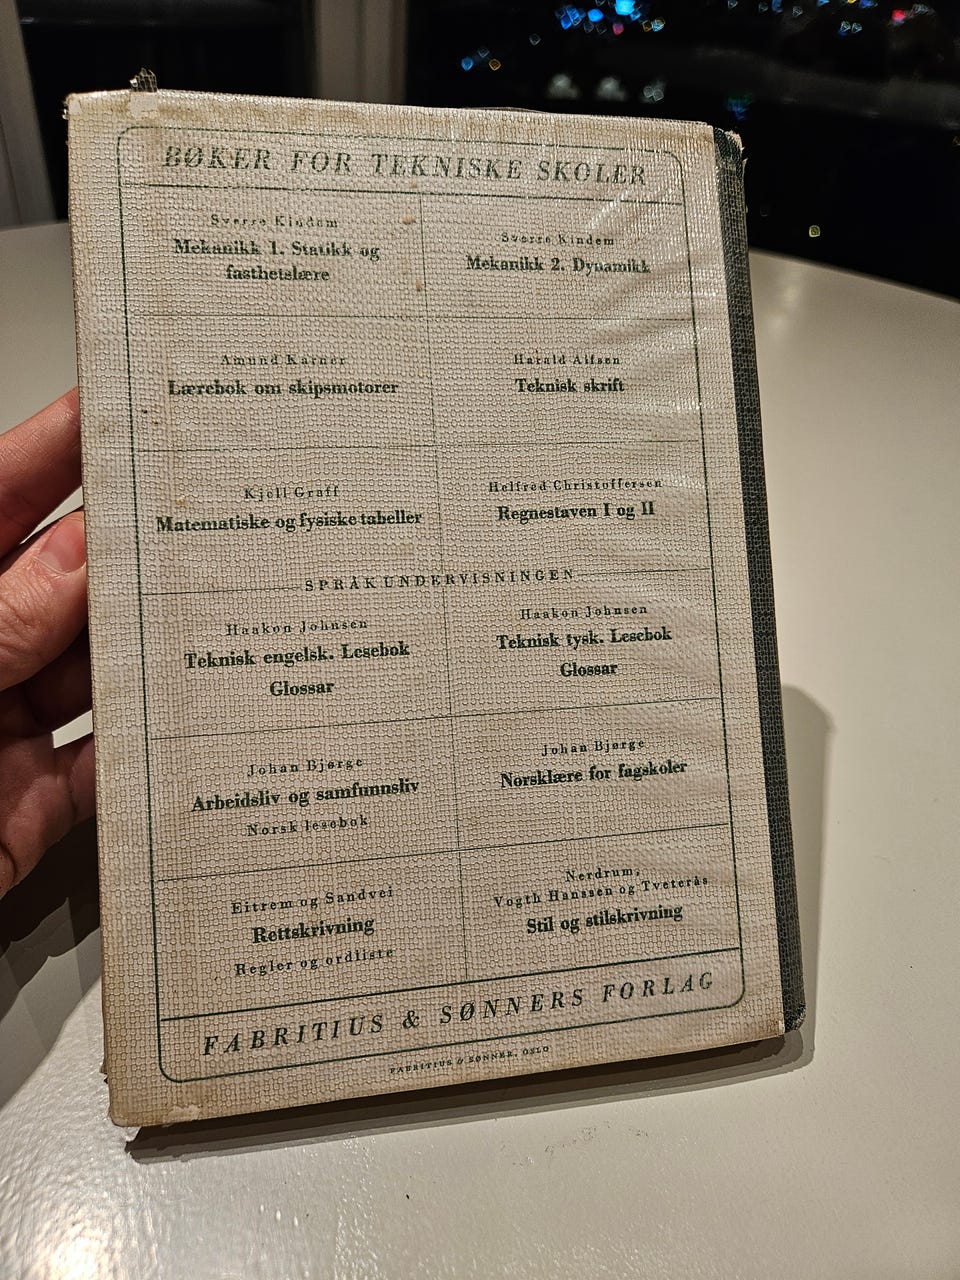 BØKER FOR TEKNISKE SKOLER
Sverre Kindem
Mekanikk 1. Statikk og
fasthetslære
Sverre Kindem
Mekanikk 2. Dynamikk
Amund Karner
Lærebok om skipsmotorer
Harald Alfsen
Teknisk skrift
Kjell Graff
Matematiske og fysiske tabeller
Helfred Christoffersen
Regnestaven I og II
SPRÅKUNDERVISNINGEN
Haakon Johnsen
Teknisk engelsk. Lesebok
Glossar
Haakon Johnsen
Teknisk tysk. Lesebok
Glossar
Johan Bjørge
Arbeidsliv og samfunnsliv
Norsk lesebok
Johan Bjørge
Norsklære for fagskoler
Eitrem og Sandvei
Rettskrivning
Regler og ordliste
Nerdrum,
Vogth Hanssen og Tveterås
Stil og stilskrivning
FABRITIUS & SØNNERS FORLAG
FABRITIUS & SØNNER, OSLO